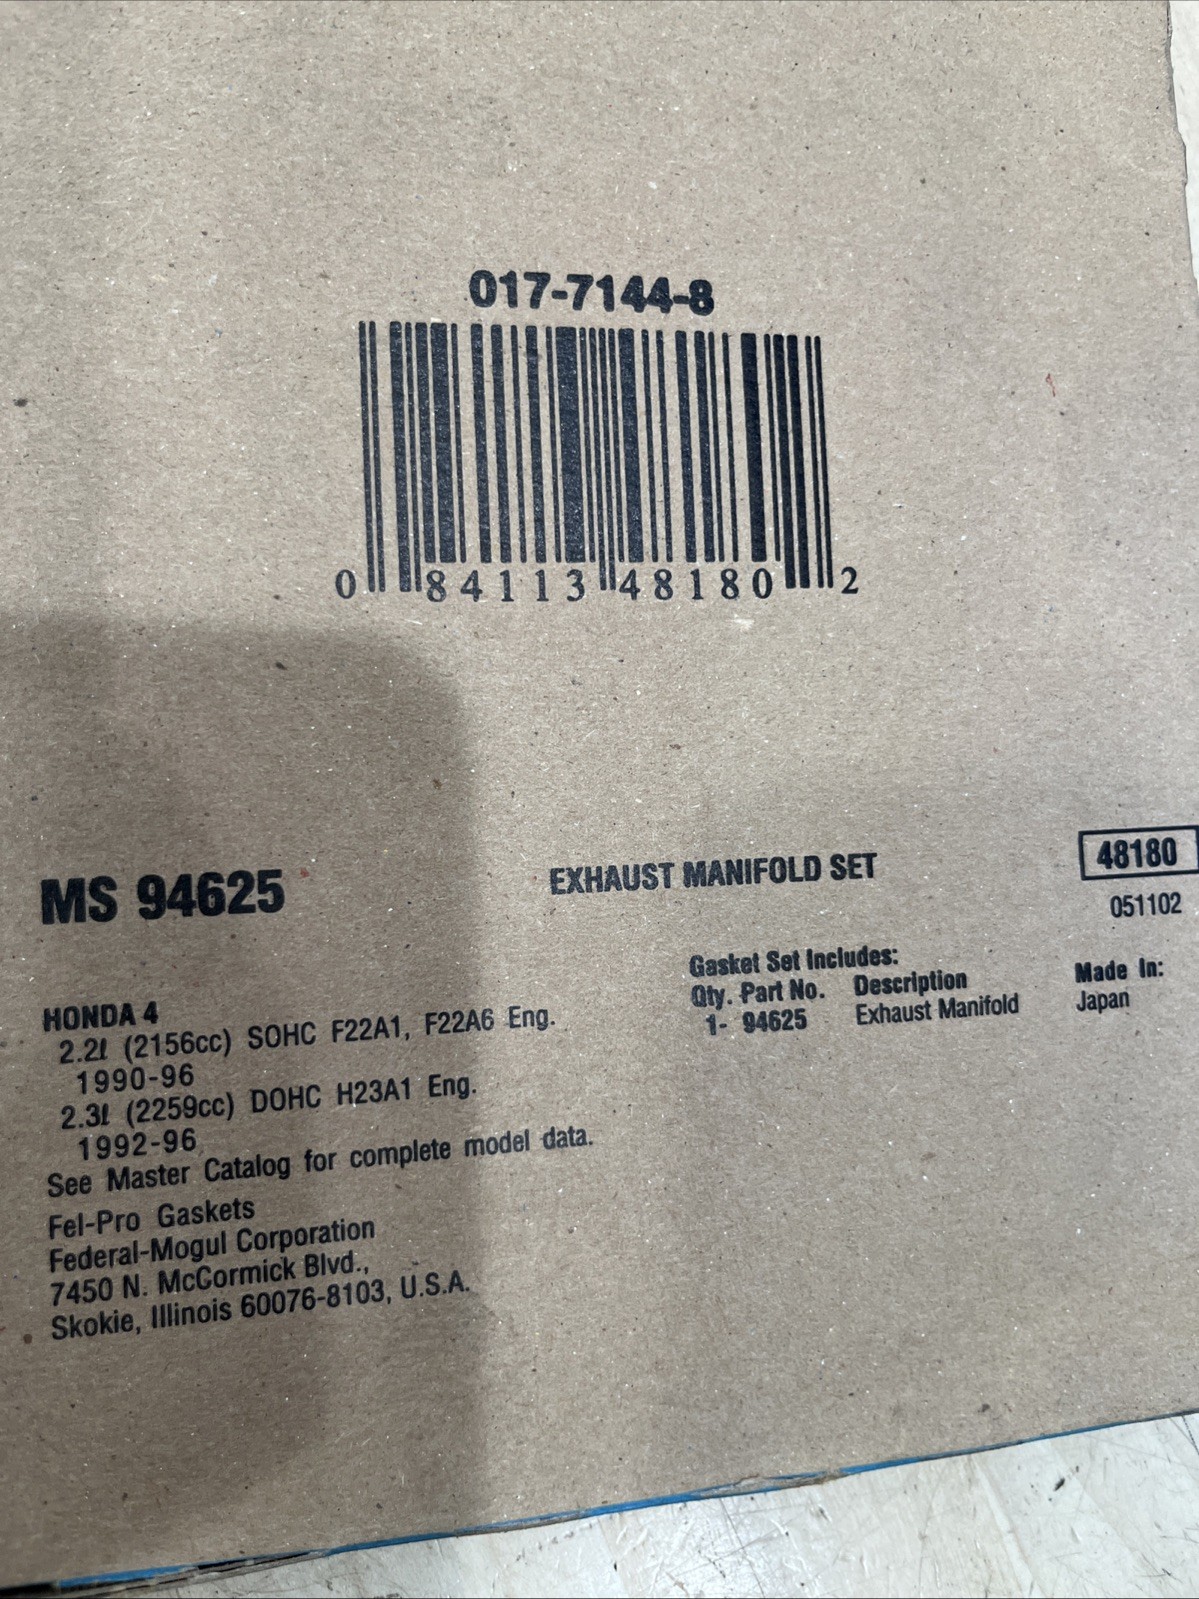 017-7144-8
0 84113 48180 2
MS 94625
EXHAUST MANIFOLD SET
48180
051102
HONDA 4
2.2ℓ (2156cc) SOHC F22A1, F22A6 Eng.
1990-96
2.3ℓ (2259cc) DOHC H23A1 Eng.
1992-96
See Master Catalog for complete model data.
Fel-Pro Gaskets
Federal-Mogul Corporation
7450 N. McCormick Blvd.,
Skokie, Illinois 60076-8103, U.S.A.
Gasket Set Includes:
Qty. Part No. Description
1- 94625 Exhaust Manifold
Made In:
Japan